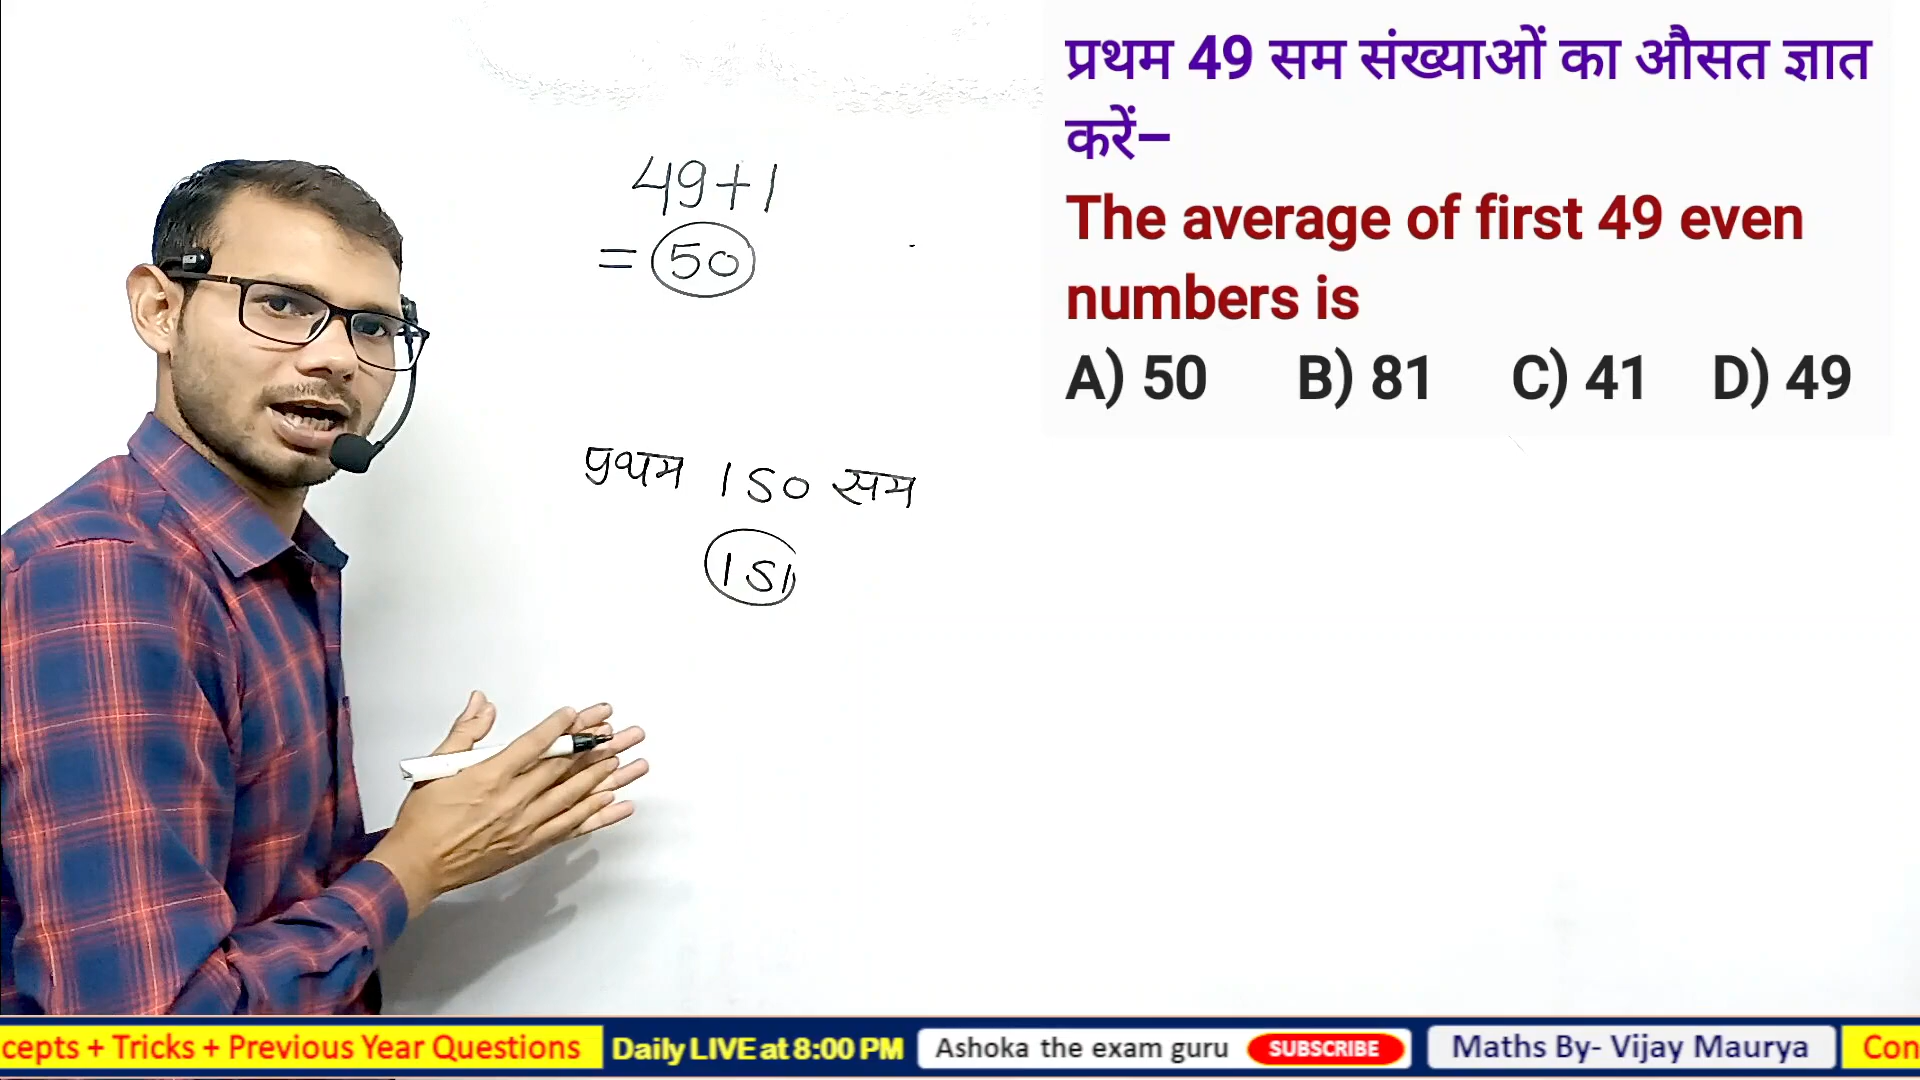 प्रथम 49 सम संख्याओं का औसत ज्ञात
करें–
The average of first 49 even
numbers is
A) 50 B) 81 C) 41 D) 49
49+1
= 50
प्रथम 150 सम
151
cepts + Tricks + Previous Year Questions Daily LIVE at 8:00 PM Ashoka the exam guru SUBSCRIBE Maths By- Vijay Maurya Con